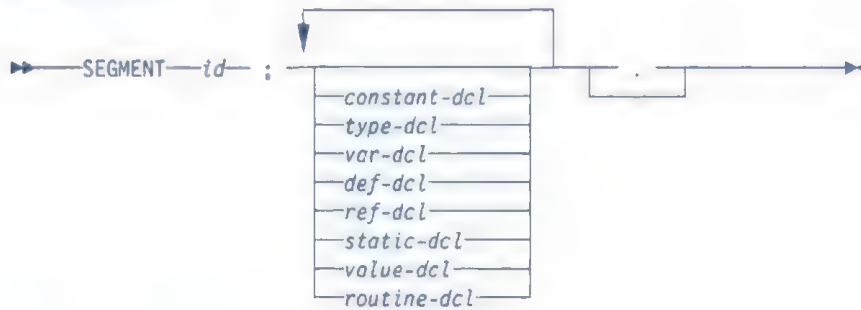 SEGMENT id : .
constant-dcl
type-dcl
var-dcl
def-dcl
ref-dcl
static-dcl
value-dcl
routine-dcl